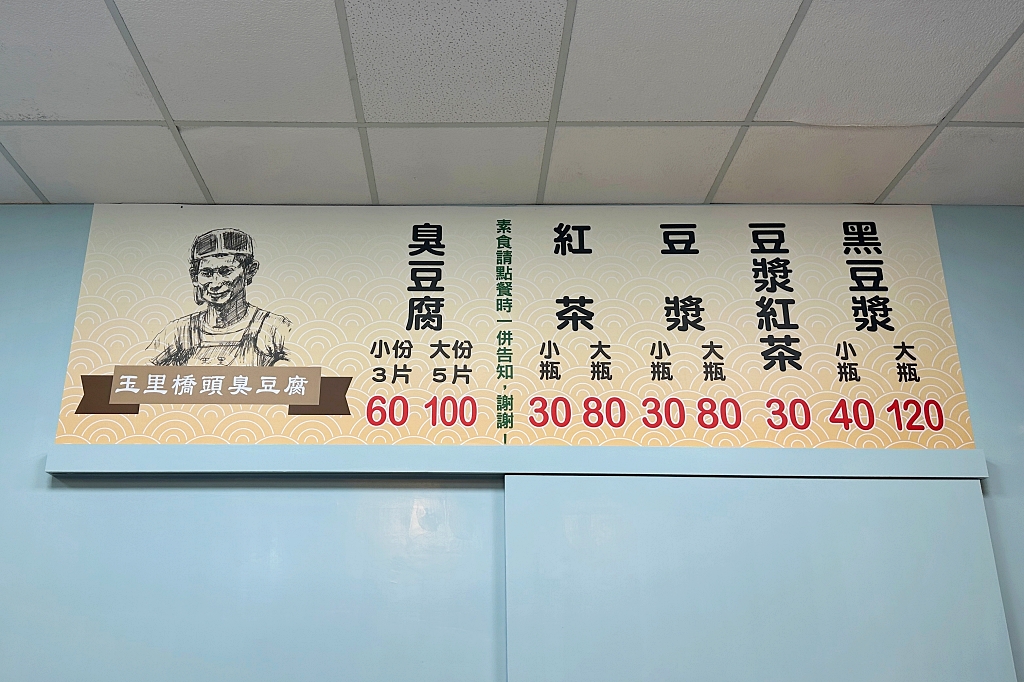 玉里橋頭臭豆腐
臭豆腐
小份
3片
60
大份
5片
100
素食請點餐時一併告知，謝謝！
紅茶
小瓶
30
大瓶
80
豆漿
小瓶
30
大瓶
80
豆漿紅茶
30
黑豆漿
小瓶
40
大瓶
120